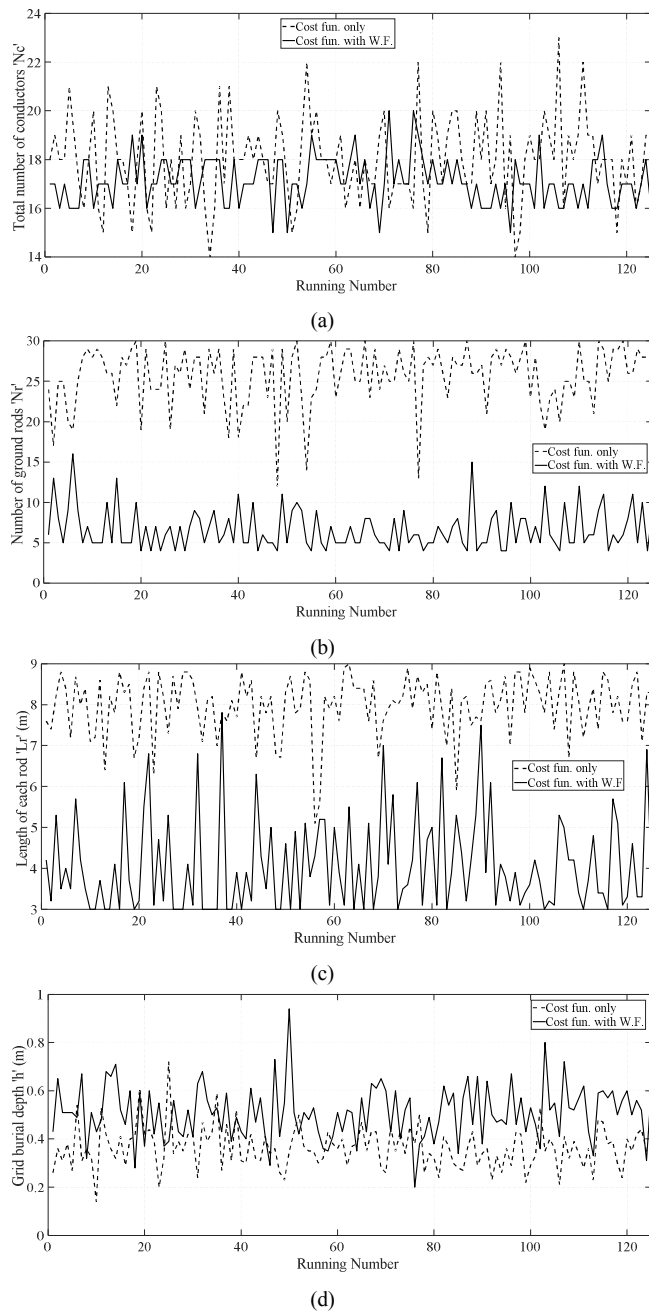 24
22
20
18
16
14
Total number of conductors 'Nc'
Cost fun. only
Cost fun. with W.F.
0 20 40 60 80 100 120
Running Number
(a)
30
25
20
15
10
5
0
Number of ground rods 'Nr'
Cost fun. only
Cost fun. with W.F.
0 20 40 60 80 100 120
Running Number
(b)
9
8
7
6
5
4
3
Length of each rod 'Lr' (m)
Cost fun. only
Cost fun. with W.F
0 20 40 60 80 100 120
Running Number
(c)
1
0.8
0.6
0.4
0.2
0
Grid burial depth 'h' (m)
Cost fun. only
Cost fun. with W.F.
0 20 40 60 80 100 120
Running Number
(d)